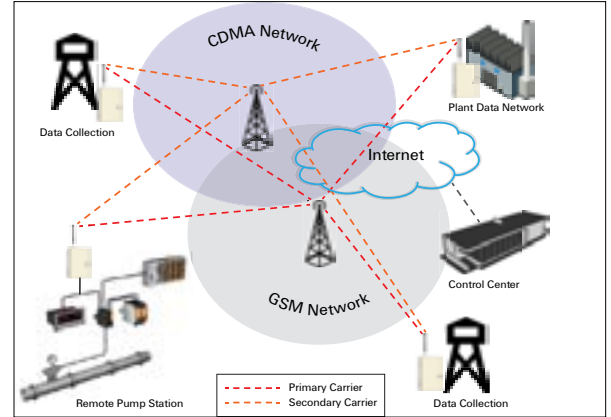 CDMA Network
Plant Data Network
Data Collection
Internet
Control Center
GSM Network
Remote Pump Station
Primary Carrier
Secondary Carrier
Data Collection